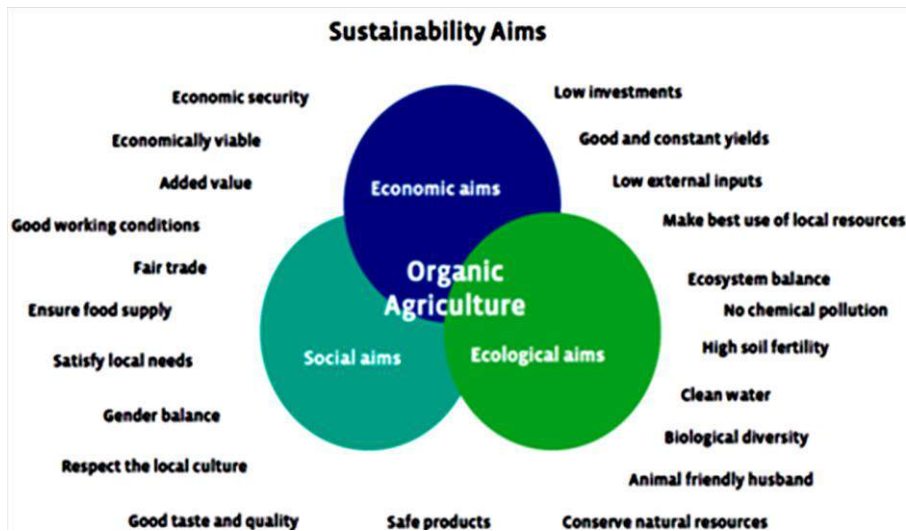 Sustainability Aims
Economic security
Low investments
Economically viable
Good and constant yields
Added value
Economic aims
Low external inputs
Good working conditions
Make best use of local resources
Fair trade
Organic
Agriculture
Ecosystem balance
Ensure food supply
No chemical pollution
Satisfy local needs
Social aims
Ecological aims
High soil fertility
Clean water
Gender balance
Biological diversity
Respect the local culture
Animal friendly husband
Good taste and quality
Safe products
Conserve natural resources